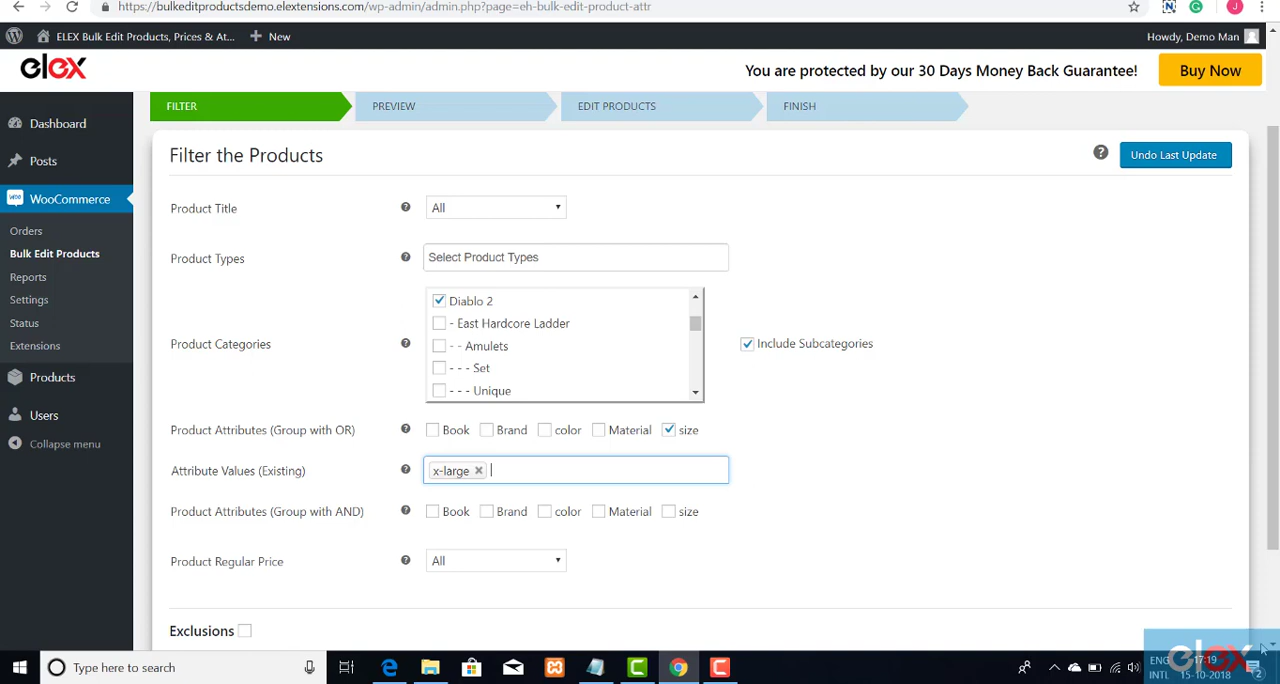 https://bulkeditproductsdemo.elextensions.com/wp-admin/admin.php?page=eh-bulk-edit-product-attr
ELEX Bulk Edit Products, Prices & At... New
Howdy, Demo Man
elex
You are protected by our 30 Days Money Back Guarantee!
Buy Now
FILTER
PREVIEW
EDIT PRODUCTS
FINISH
Dashboard
Posts
WooCommerce
Orders
Bulk Edit Products
Reports
Settings
Status
Extensions
Products
Users
Collapse menu
Filter the Products
Undo Last Update
Product Title
All
Product Types
Select Product Types
Product Categories
Diablo 2
- East Hardcore Ladder
- - Amulets
- - - Set
- - - Unique
Include Subcategories
Product Attributes (Group with OR)
Book Brand color Material size
Attribute Values (Existing)
x-large
Product Attributes (Group with AND)
Book Brand color Material size
Product Regular Price
All
Exclusions
Type here to search
ENG 17:19
INTL 15-10-2018 2
elex